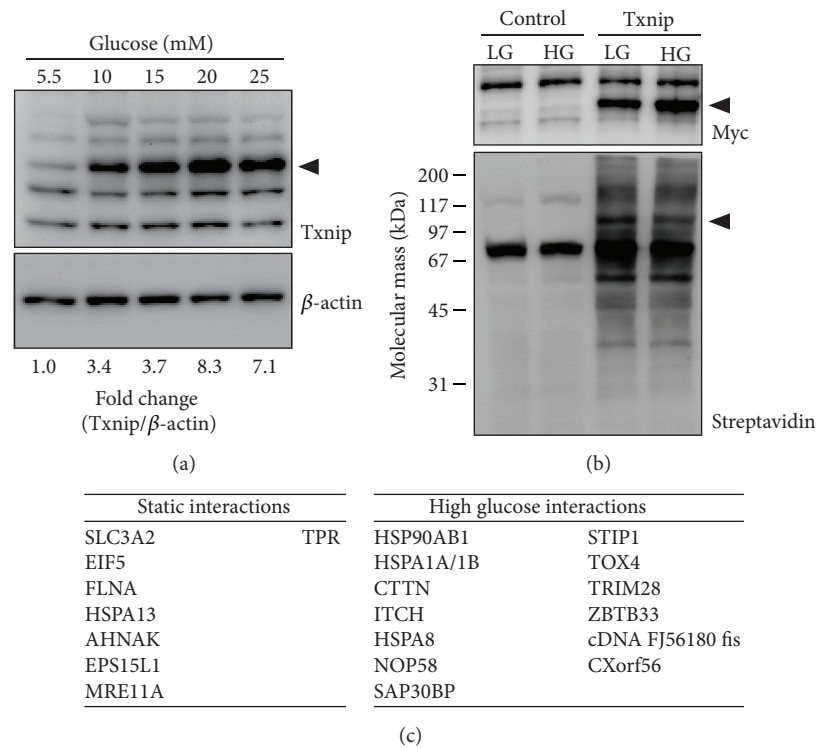 Glucose (mM)
5.5 10 15 20 25
Txnip
β-actin
1.0 3.4 3.7 8.3 7.1
Fold change
(Txnip/β-actin)
(a)
Control Txnip
LG HG LG HG
Myc
Molecular mass (kDa)
200
117
97
67
45
31
Streptavidin
(b)
Static interactions High glucose interactions
SLC3A2 TPR HSP90AB1 STIP1
EIF5 HSPA1A/1B TOX4
FLNA CTTN TRIM28
HSPA13 ITCH ZBTB33
AHNAK HSPA8 cDNA FJ56180 fis
EPS15L1 NOP58 CXorf56
MRE11A SAP30BP
(c)